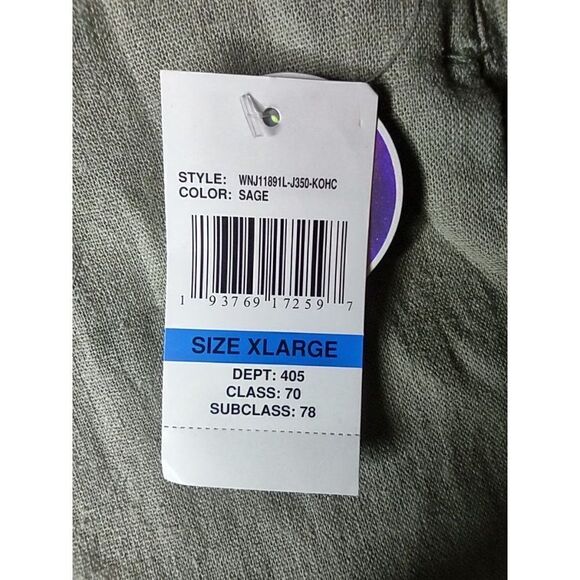 STYLE: WNJ11891L-J350-KOHC
COLOR: SAGE
1 93769 17259 7
SIZE XLARGE
DEPT: 405
CLASS: 70
SUBCLASS: 78